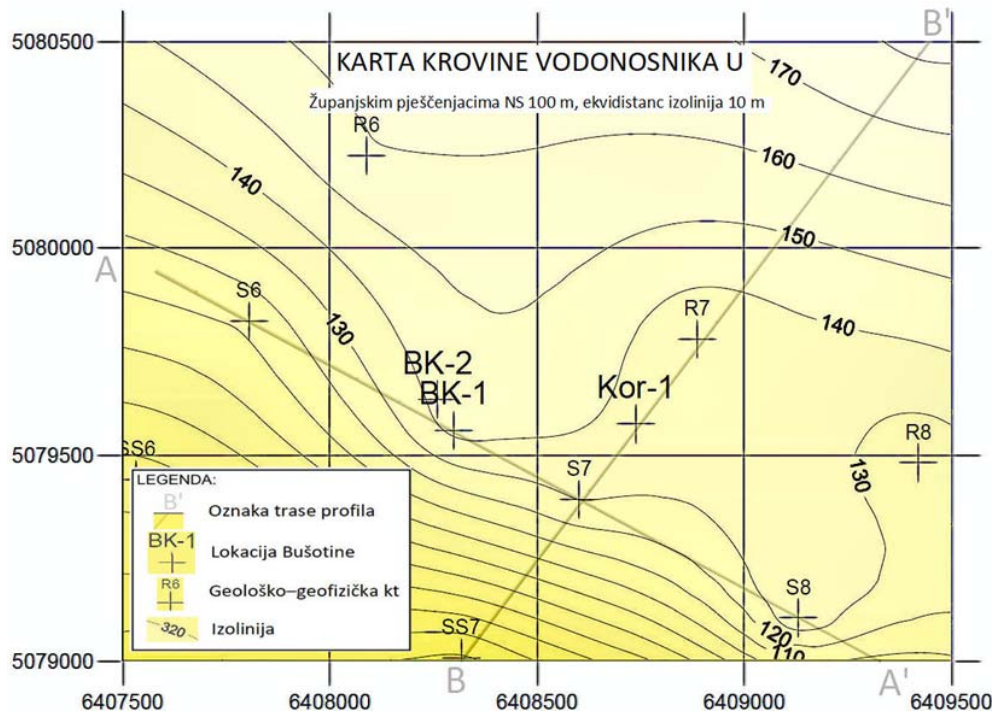 B'
5080500
KARTA KROVINE VODONOSNIKA U
Županjskim pješčenjacima NS 100 m, ekvidistanc izolinija 10 m
170
R6
160
140
5080000
150
A
S6
R7
130
140
BK-2
BK-1
Kor-1
R8
5079500
SS6
S7
130
LEGENDA:
B'
Oznaka trase profila
BK-1
Lokacija Bušotine
R6
Geološko–geofizička kt
320
Izolinija
S8
120
110
SS7
5079000
B
A'
6407500
6408000
6408500
6409000
6409500